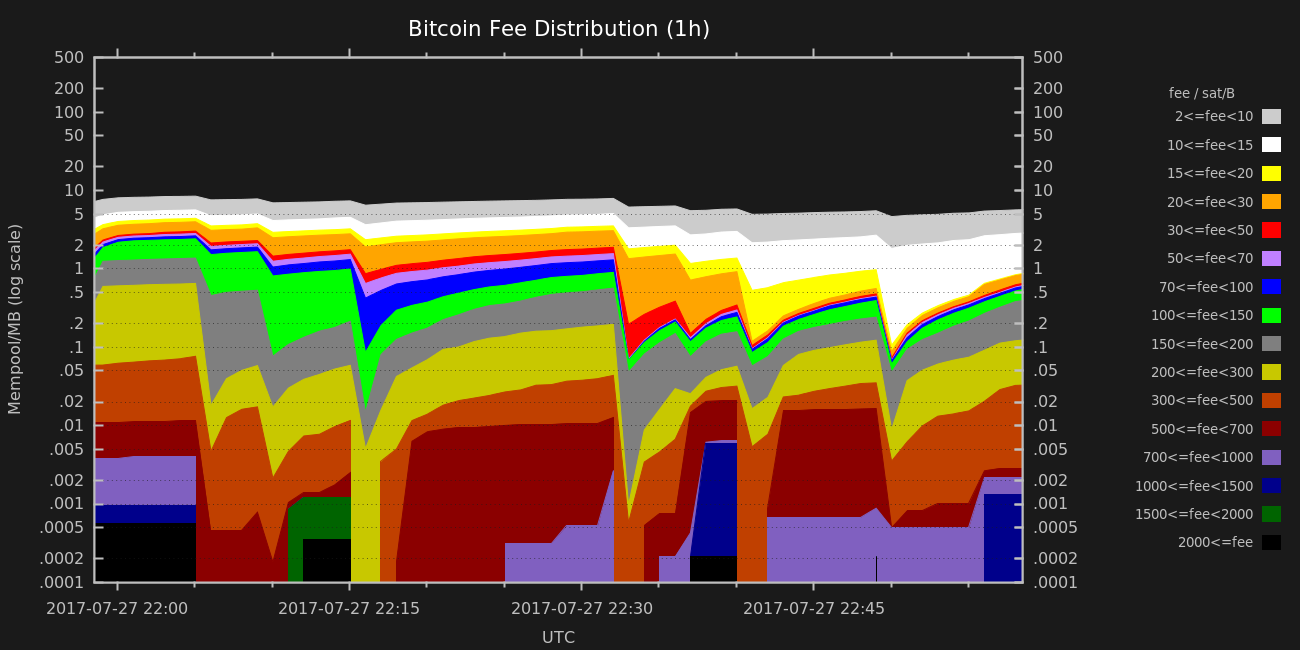 Bitcoin Fee Distribution (1h)
Mempool/MB (log scale)
500
200
100
50
20
10
5
2
1
.5
.2
.1
.05
.02
.01
.005
.002
.001
.0005
.0002
.0001
500
200
100
50
20
10
5
2
1
.5
.2
.1
.05
.02
.01
.005
.002
.001
.0005
.0002
.0001
2017-07-27 22:00 2017-07-27 22:15 2017-07-27 22:30 2017-07-27 22:45
UTC
fee / sat/B
2<=fee<10
10<=fee<15
15<=fee<20
20<=fee<30
30<=fee<50
50<=fee<70
70<=fee<100
100<=fee<150
150<=fee<200
200<=fee<300
300<=fee<500
500<=fee<700
700<=fee<1000
1000<=fee<1500
1500<=fee<2000
2000<=fee